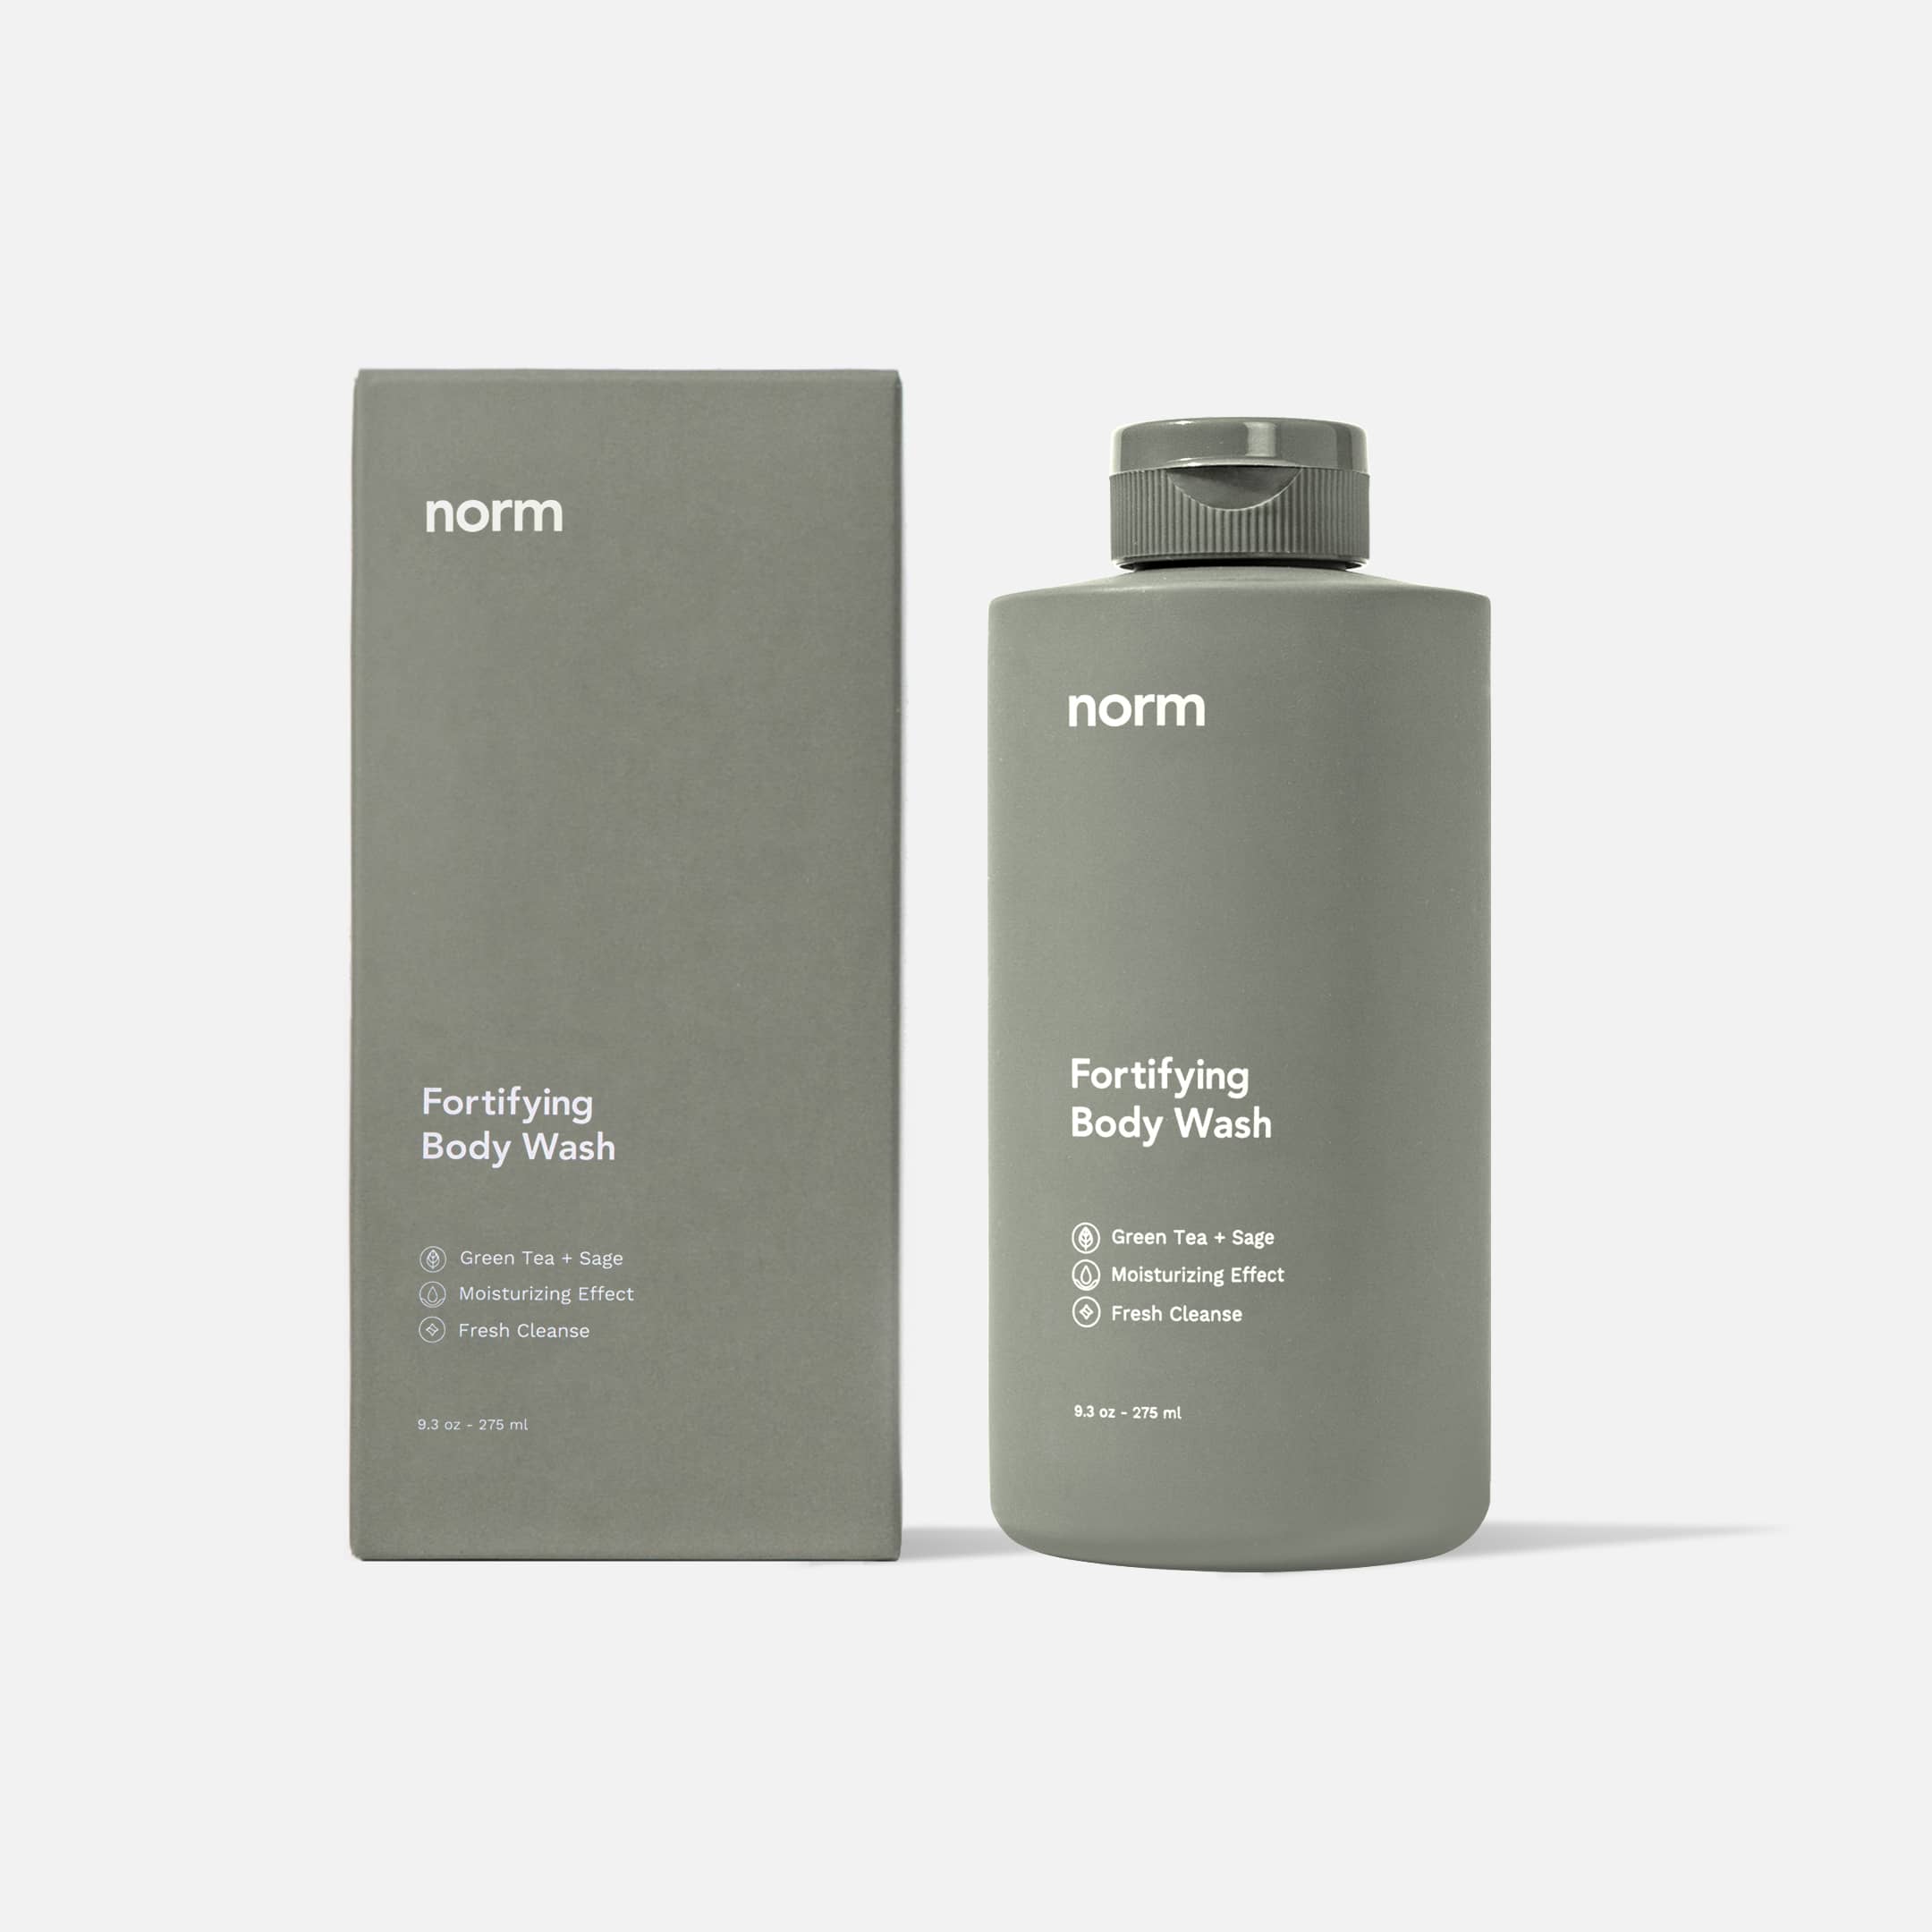 norm
Fortifying
Body Wash
Green Tea + Sage
Moisturizing Effect
Fresh Cleanse
9.3 oz - 275 ml
norm
Fortifying
Body Wash
Green Tea + Sage
Moisturizing Effect
Fresh Cleanse
9.3 oz - 275 ml